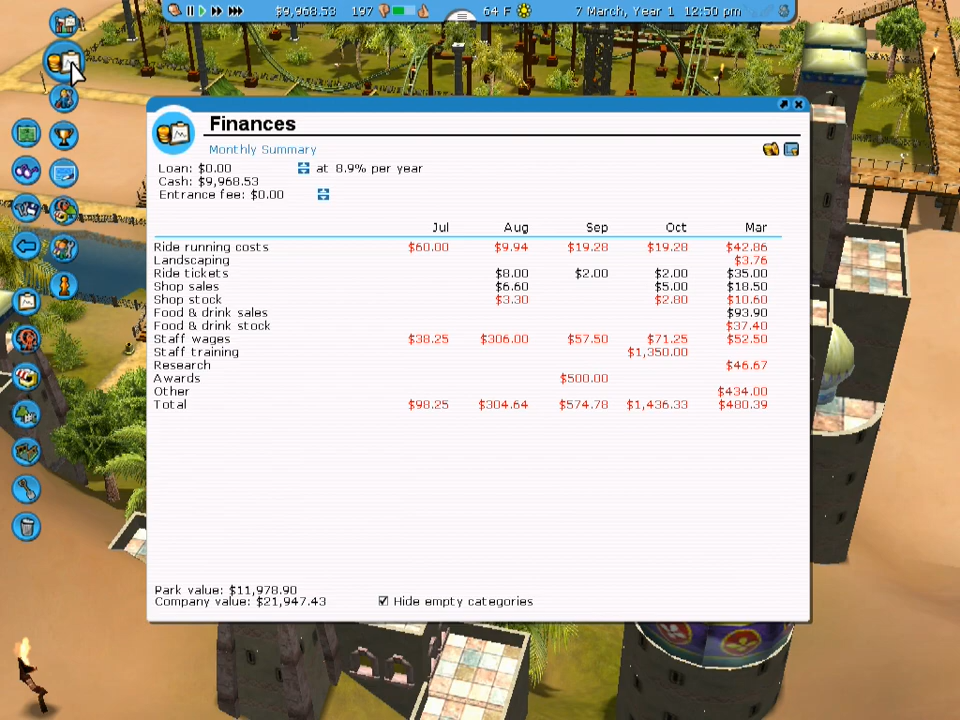 $9,968.53 197 64 F 7 March, Year 1 12:50 pm
Finances
Monthly Summary
Loan: $0.00 at 8.9% per year
Cash: $9,968.53
Entrance fee: $0.00
Jul Aug Sep Oct Mar
Ride running costs $60.00 $9.94 $19.28 $19.28 $42.86
Landscaping $3.76
Ride tickets $8.00 $2.00 $2.00 $35.00
Shop sales $6.60 $5.00 $18.50
Shop stock $3.30 $2.80 $10.60
Food & drink sales $93.90
Food & drink stock $37.40
Staff wages $38.25 $306.00 $57.50 $71.25 $52.50
Staff training $1,350.00
Research $46.67
Awards $500.00
Other $434.00
Total $98.25 $304.64 $574.78 $1,436.33 $480.39
Park value: $11,978.90
Company value: $21,947.43 Hide empty categories